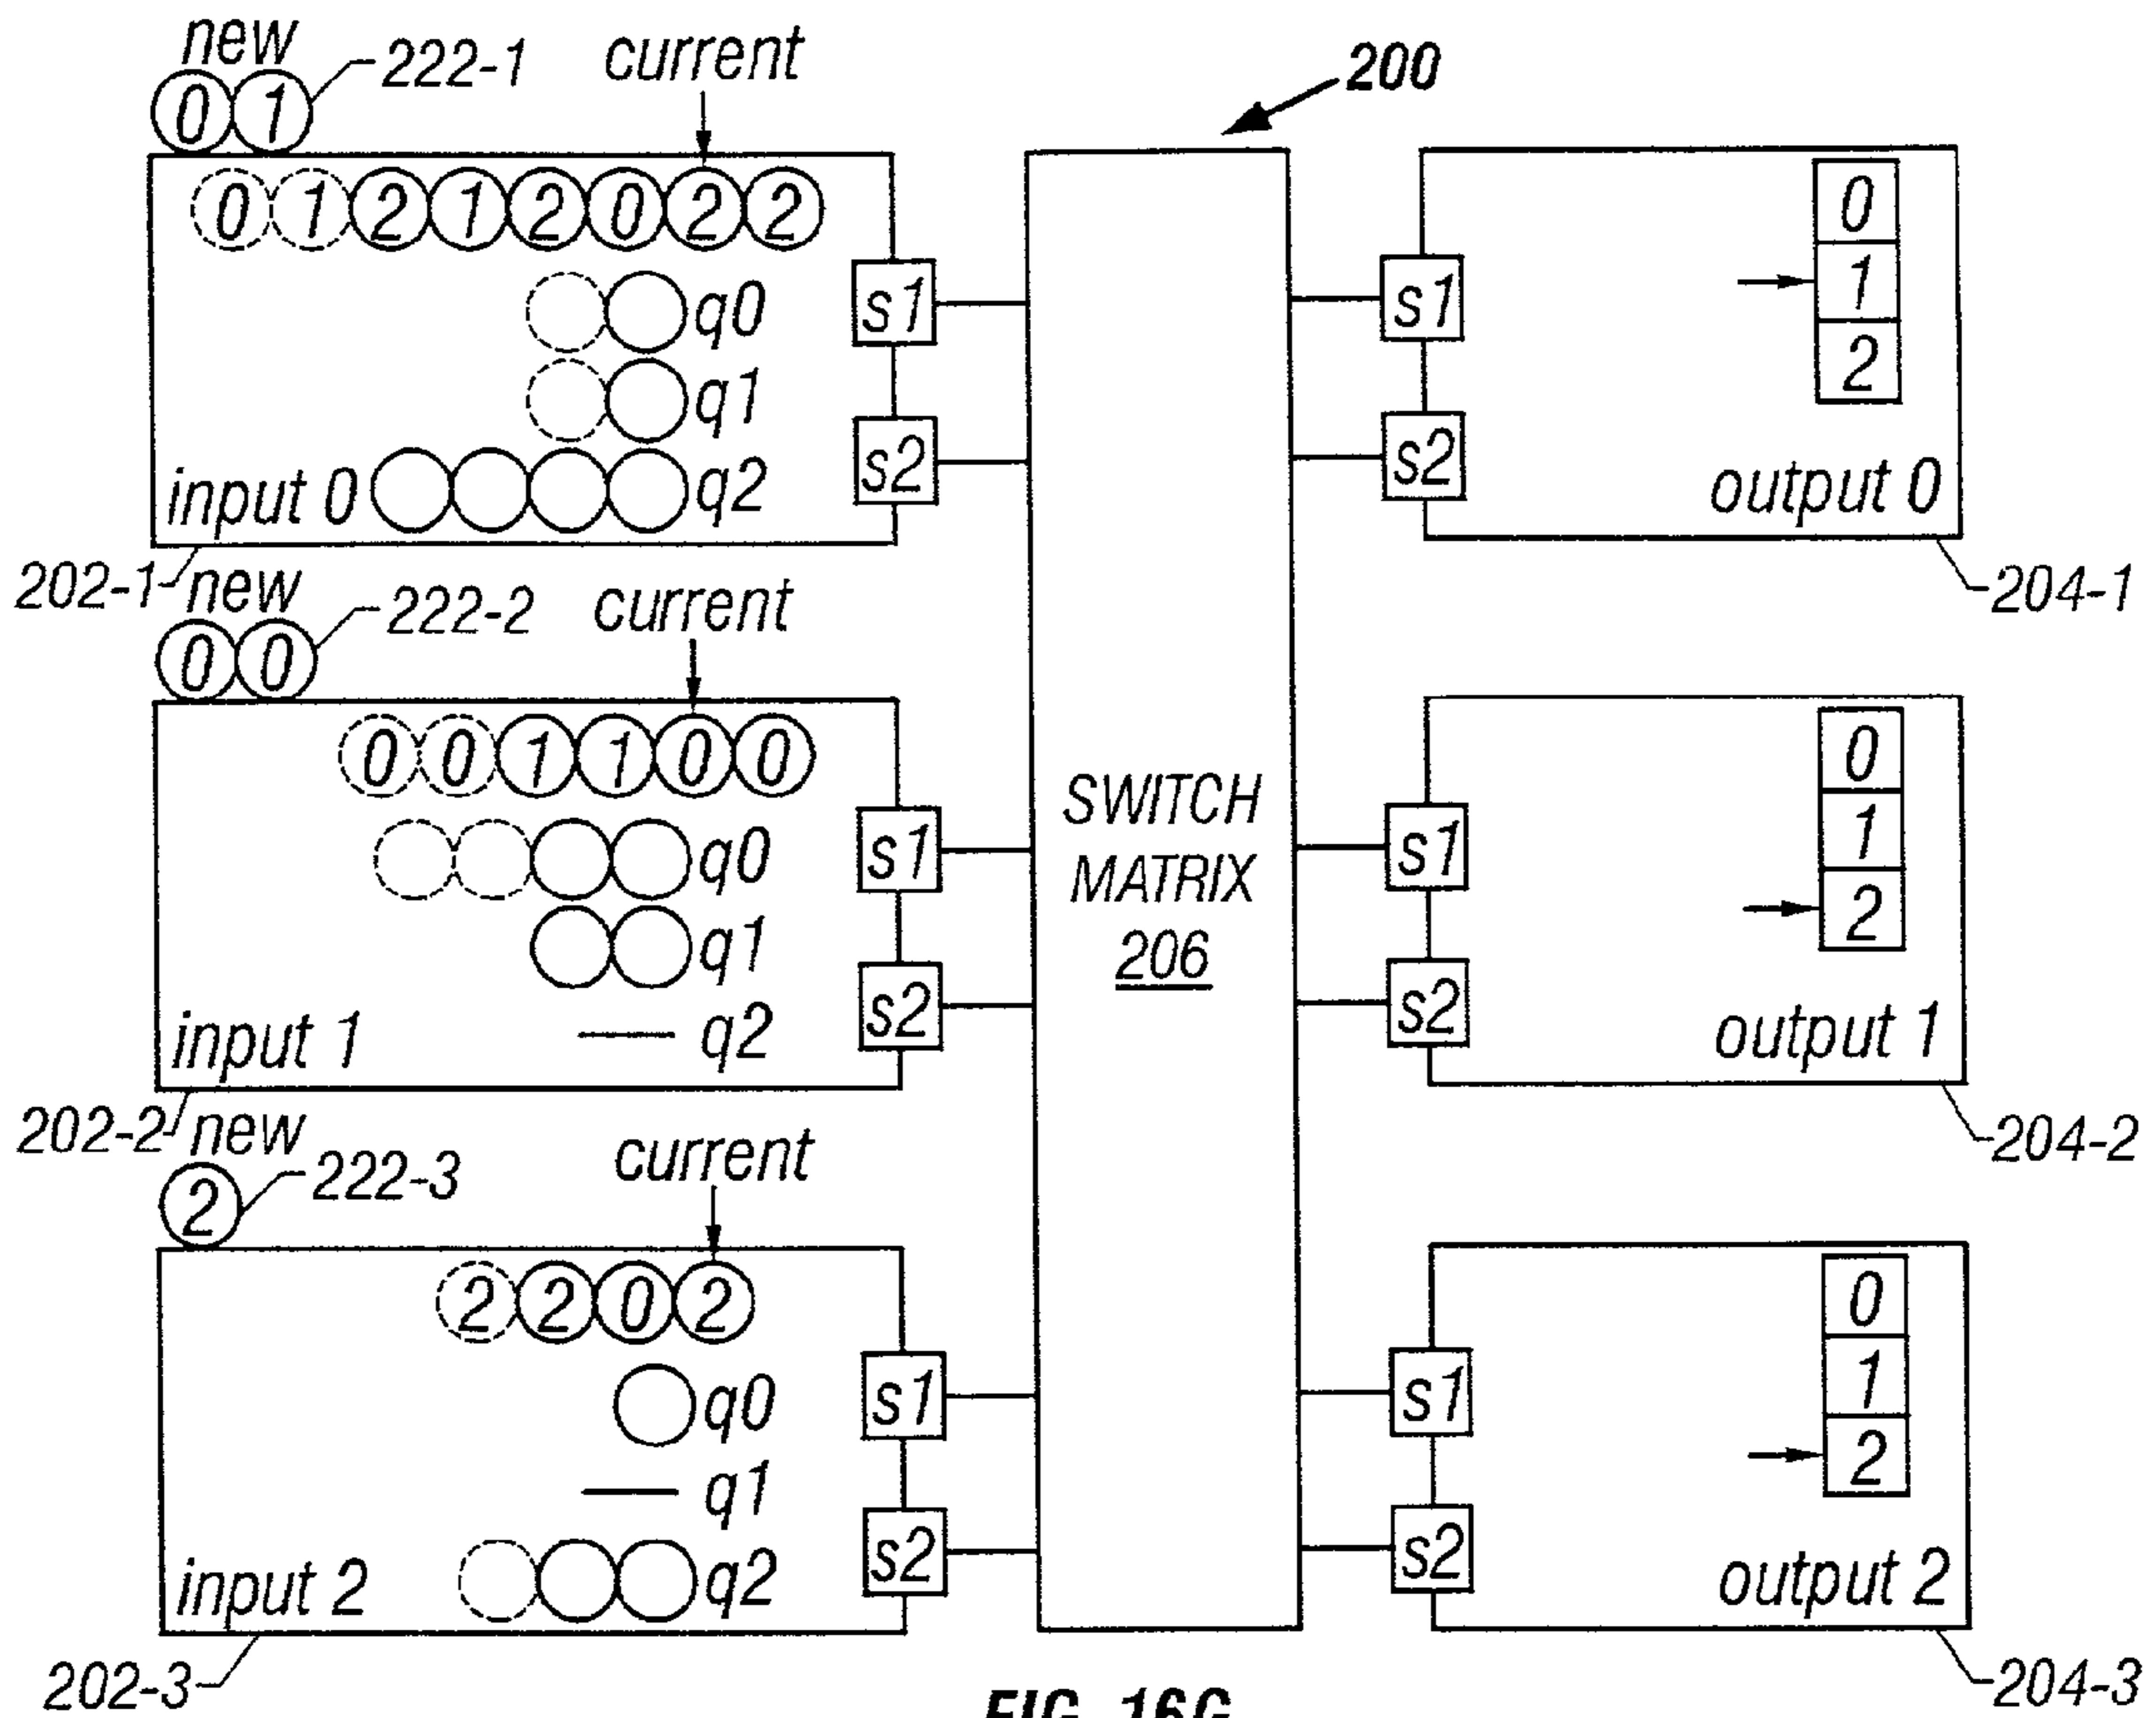 new
222-1
current
200
0 1
0 1 2 1 2 0 2 2
q0
q1
q2
input 0
s1
s2
202-1
s1
s2
0
1
2
output 0
204-1
new
222-2
current
0 0
0 0 1 1 0 0
q0
q1
q2
input 1
s1
s2
202-2
SWITCH
MATRIX
206
s1
s2
0
1
2
output 1
204-2
new
222-3
current
2
2 2 0 2
q0
q1
q2
input 2
s1
s2
202-3
s1
s2
0
1
2
output 2
204-3